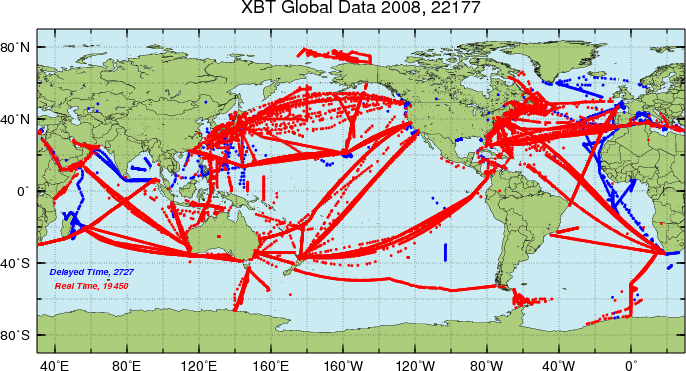 XBT Global Data 2008, 22177
80°N
40°N
0°
40°S
80°S
Delayed Time, 2727
Real Time, 19450
40°E 80°E 120°E 160°E 160°W 120°W 80°W 40°W 0°